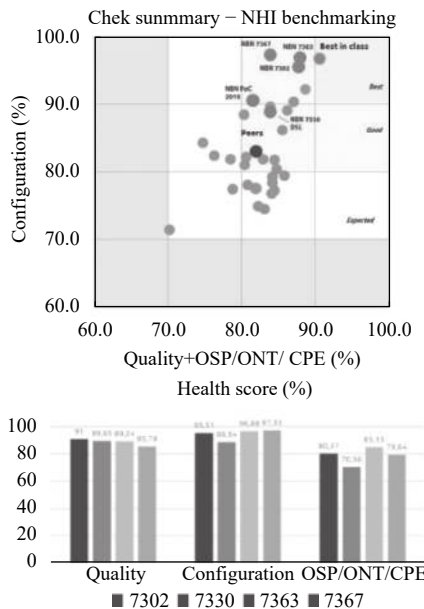 Chek sunmmary – NHI benchmarking
100.0
90.0
80.0
70.0
60.0
Configuration (%)
NBN 7367
NBN 7363
Best in class
NBN 7302
Best
NBN PoC
2018
NBN 7330
DSL
Good
Peers
Expected
60.0 70.0 80.0 90.0 100.0
Quality+OSP/ONT/ CPE (%)
Health score (%)
100
80
60
40
20
0
91
Quality Configuration OSP/ONT/CPE
7302 7330 7363 7367